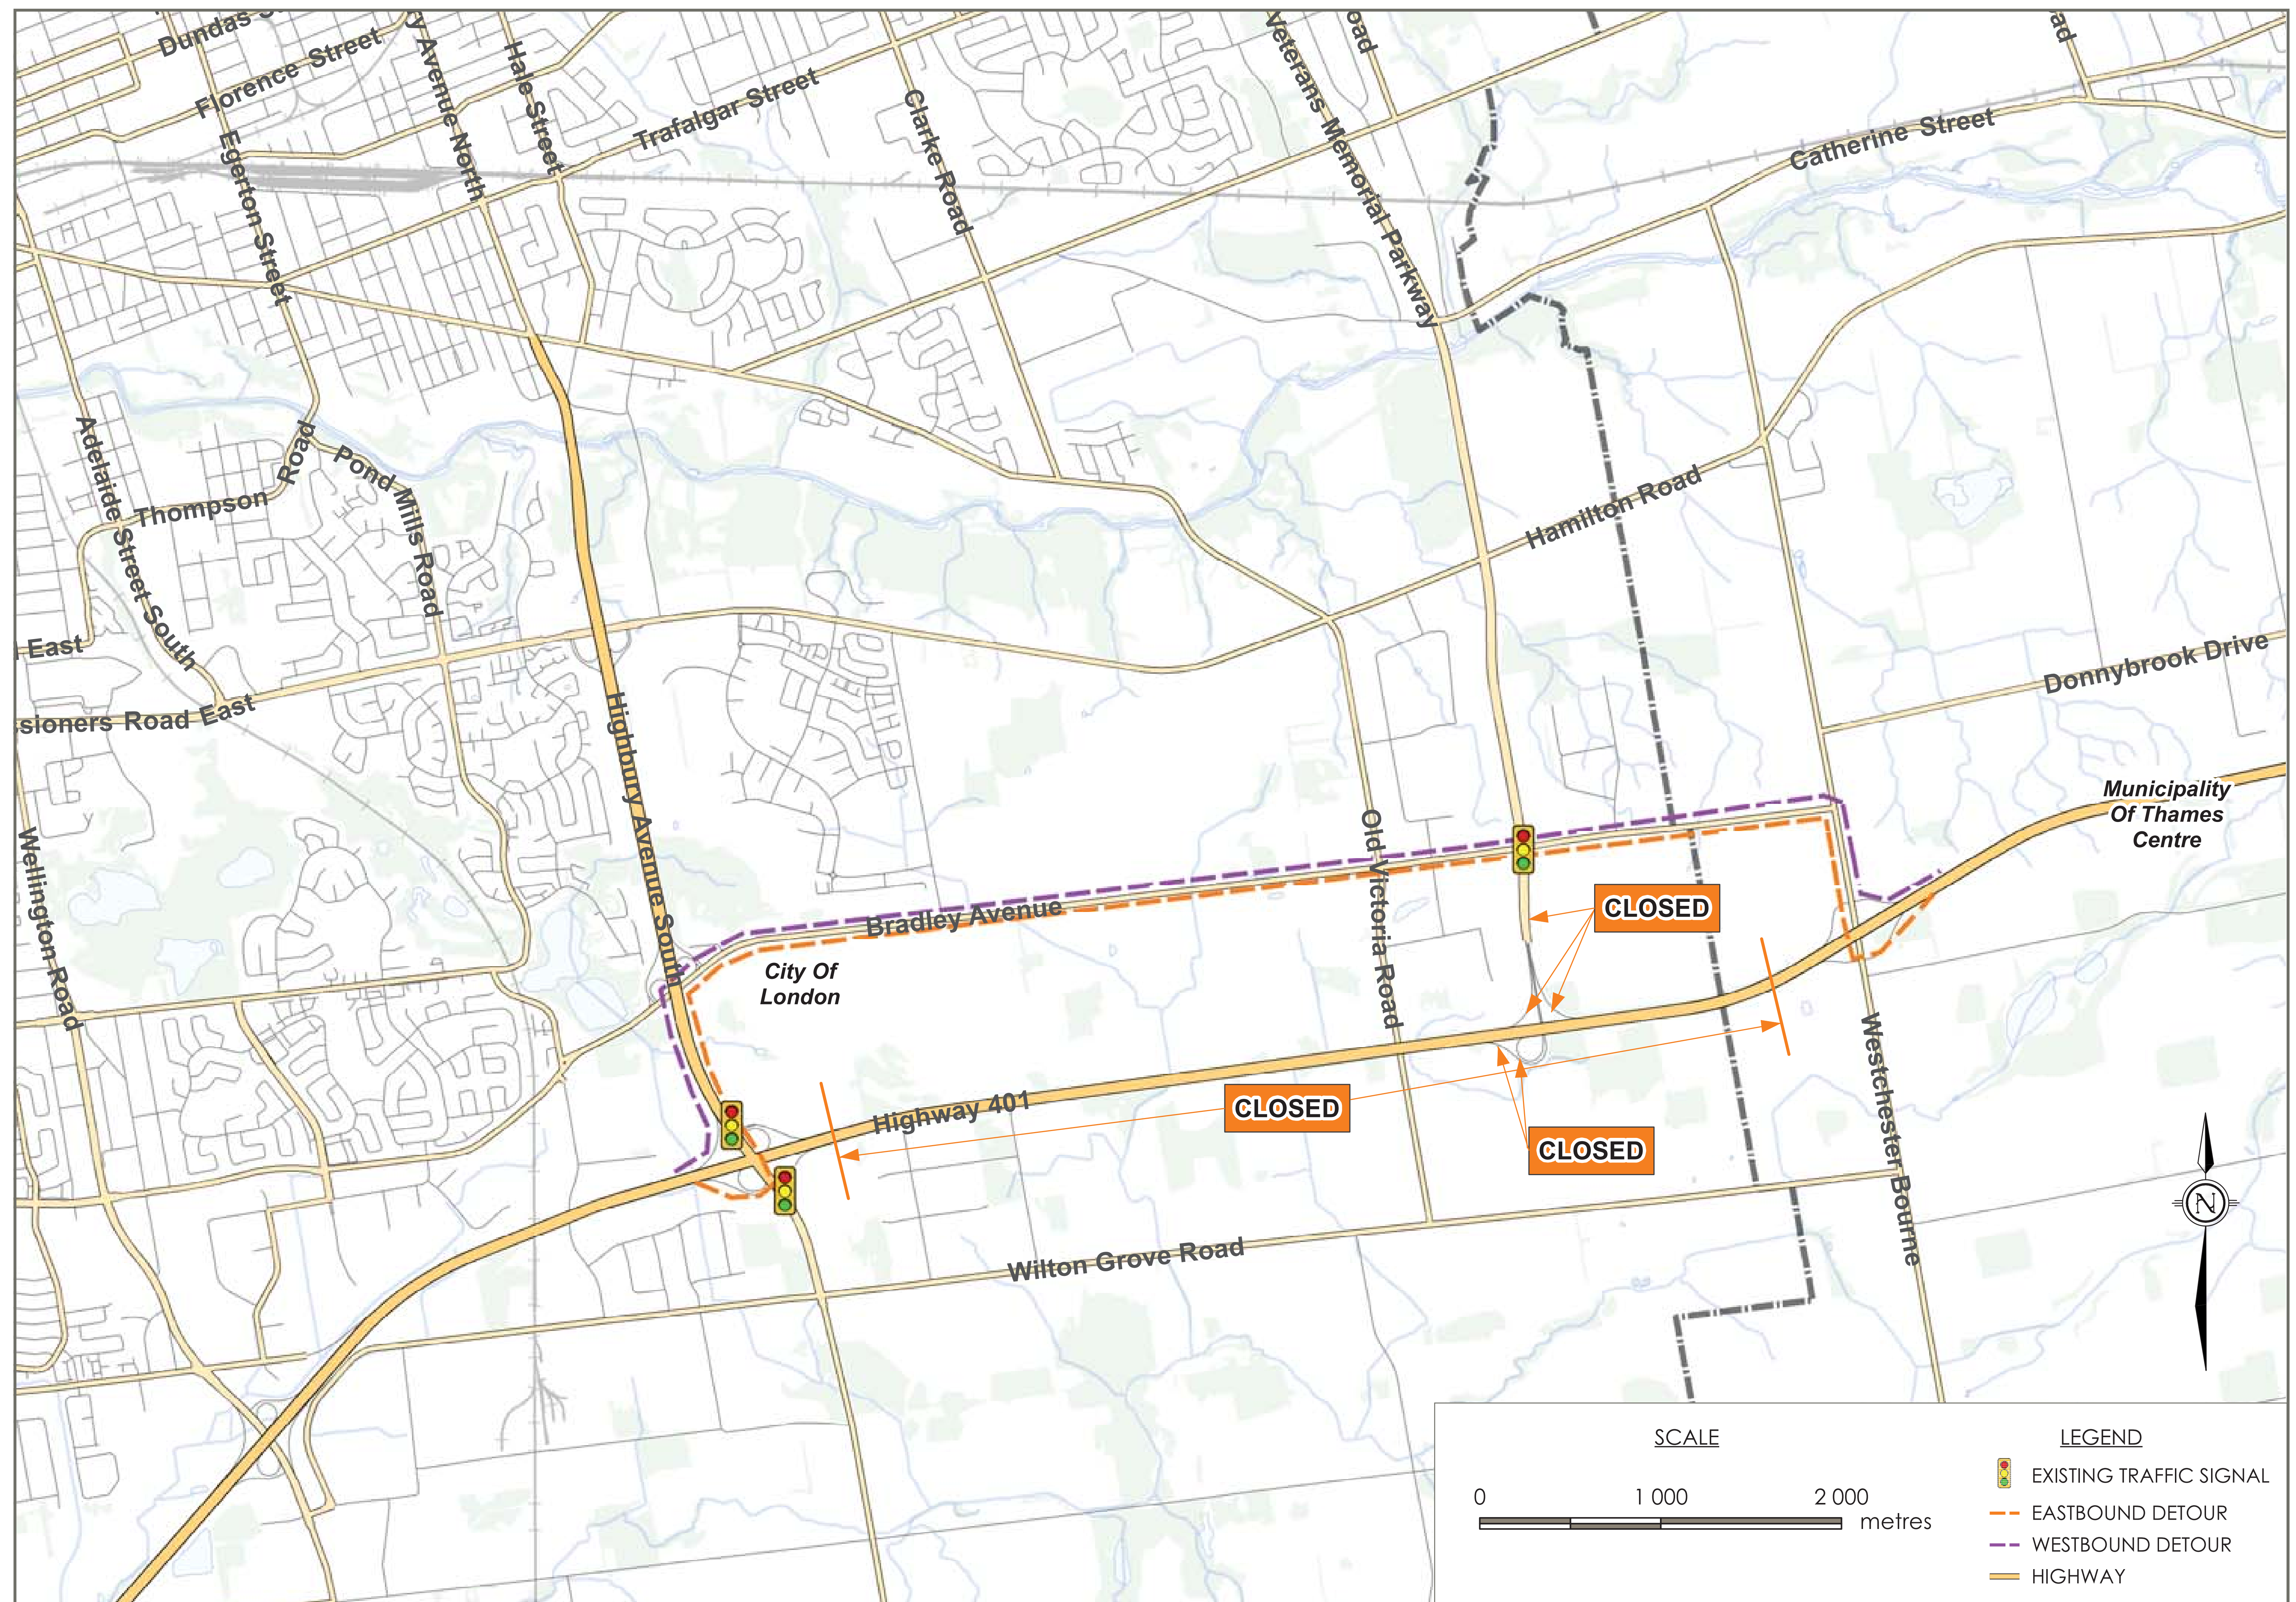 Dundas
Florence Street
Avenue North
Hale Street
Trafalgar Street
Egerton Street
Clarke Road
Veterans Memorial Parkway
oad
ad
Catherine Street
Adelaide Street South
Thompson Road
Pond Mills Road
Hamilton Road
East
ssioners Road East
Highbury Avenue South
Donnybrook Drive
Municipality
Of Thames
Centre
Wellington Road
Bradley Avenue
City Of
London
Old Victoria Road
CLOSED
Highway 401
CLOSED
CLOSED
Westchester Bourne
Wilton Grove Road
N
SCALE
0 1 000 2 000
metres
LEGEND
EXISTING TRAFFIC SIGNAL
EASTBOUND DETOUR
WESTBOUND DETOUR
HIGHWAY